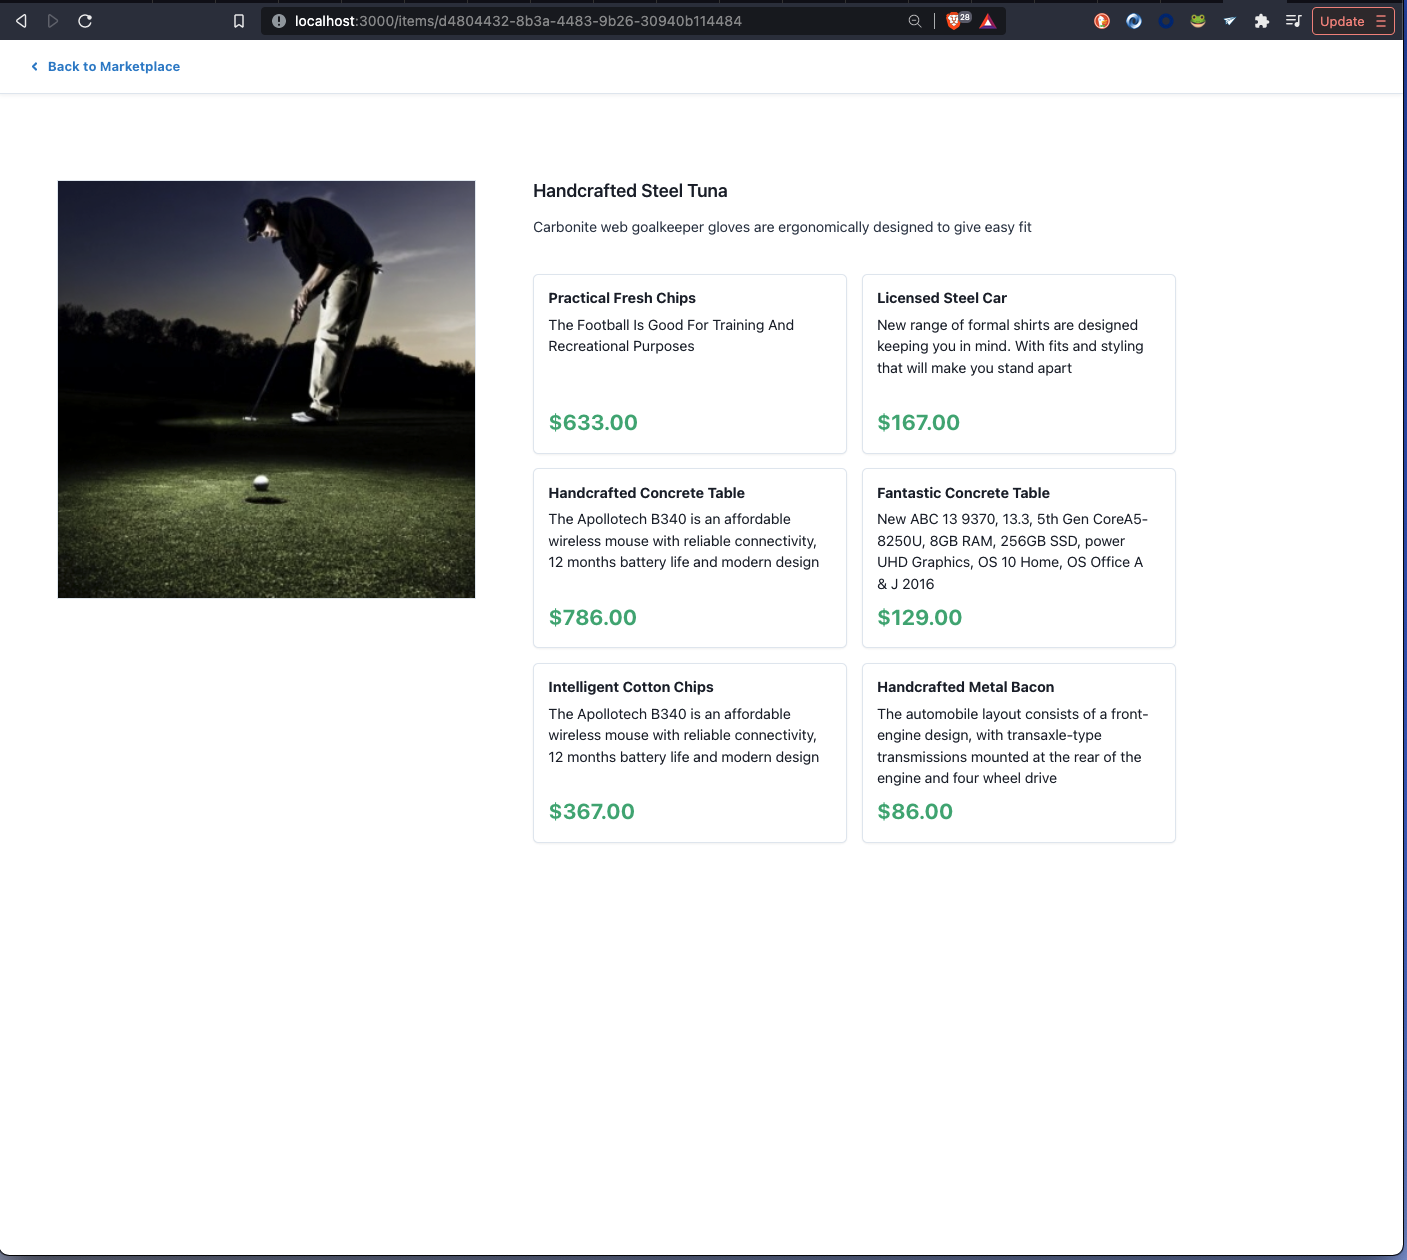 localhost:3000/items/d4804432-8b3a-4483-9b26-30940b114484
28
Update
Back to Marketplace
Handcrafted Steel Tuna
Carbonite web goalkeeper gloves are ergonomically designed to give easy fit
Practical Fresh Chips
The Football Is Good For Training And
Recreational Purposes
$633.00
Licensed Steel Car
New range of formal shirts are designed
keeping you in mind. With fits and styling
that will make you stand apart
$167.00
Handcrafted Concrete Table
The Apollotech B340 is an affordable
wireless mouse with reliable connectivity,
12 months battery life and modern design
$786.00
Fantastic Concrete Table
New ABC 13 9370, 13.3, 5th Gen CoreA5-
8250U, 8GB RAM, 256GB SSD, power
UHD Graphics, OS 10 Home, OS Office A
& J 2016
$129.00
Intelligent Cotton Chips
The Apollotech B340 is an affordable
wireless mouse with reliable connectivity,
12 months battery life and modern design
$367.00
Handcrafted Metal Bacon
The automobile layout consists of a front-
engine design, with transaxle-type
transmissions mounted at the rear of the
engine and four wheel drive
$86.00